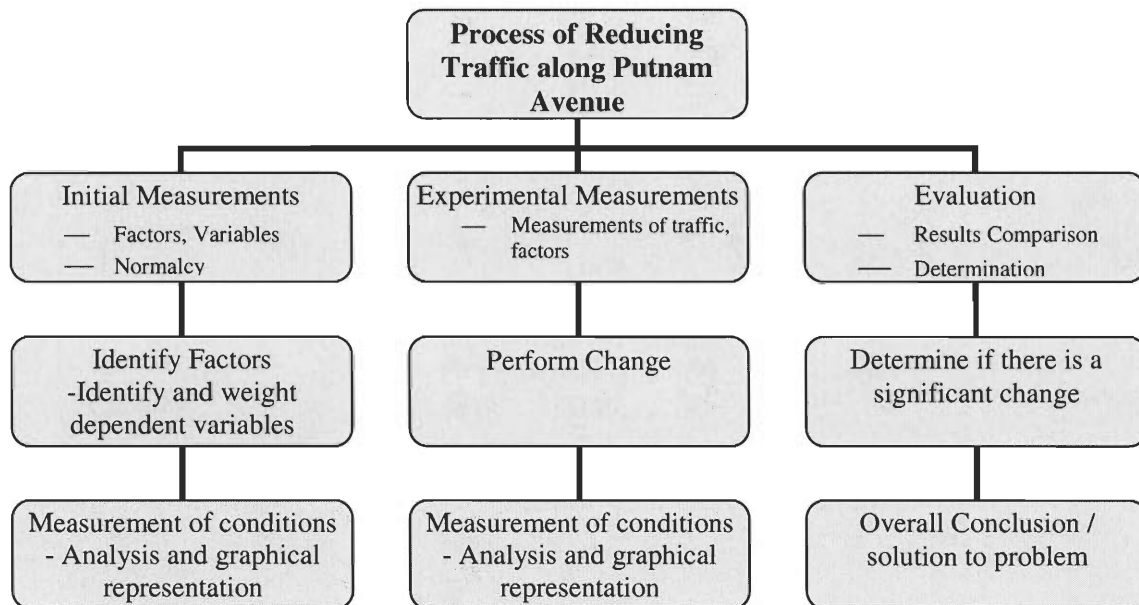 Process of Reducing
Traffic along Putnam
Avenue
Initial Measurements
— Factors, Variables
— Normalcy
Experimental Measurements
— Measurements of traffic,
factors
Evaluation
— Results Comparison
— Determination
Identify Factors
-Identify and weight
dependent variables
Perform Change
Determine if there is a
significant change
Measurement of conditions
- Analysis and graphical
representation
Measurement of conditions
- Analysis and graphical
representation
Overall Conclusion /
solution to problem